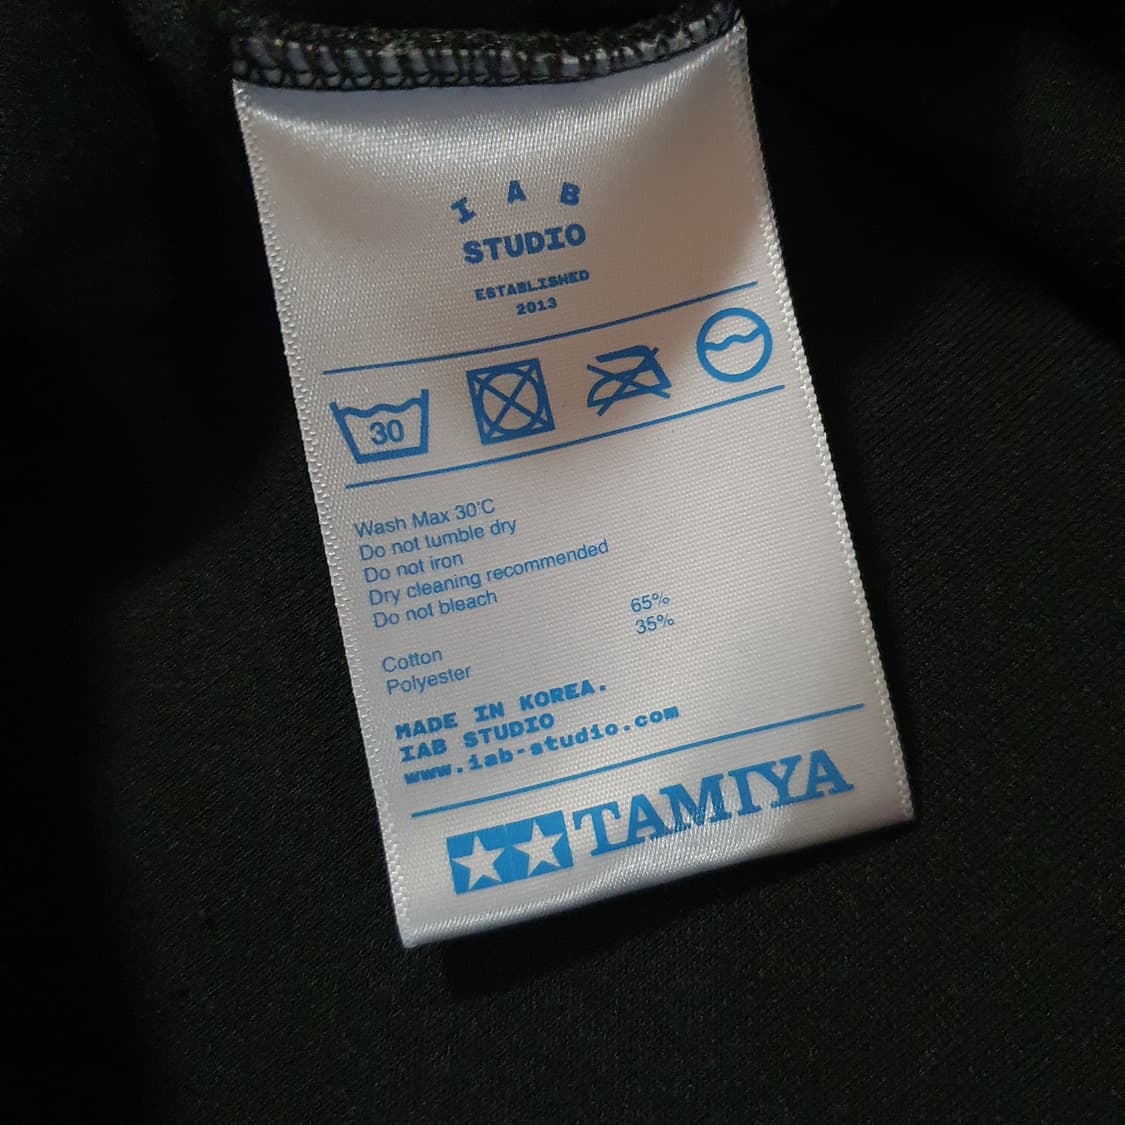 I A B
STUDIO
ESTABLISHED
2013
30
Wash Max 30°C
Do not tumble dry
Do not iron
Dry cleaning recommended
Do not bleach
Cotton 65%
Polyester 35%
MADE IN KOREA.
IAB STUDIO
www.iab-studio.com
TAMIYA